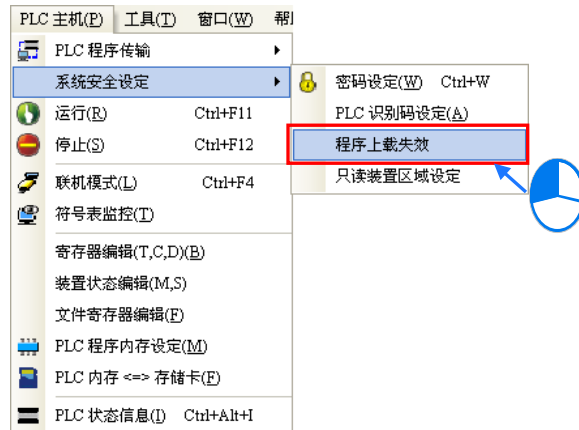 PLC 主机(P) 工具(T) 窗口(W)
PLC 程序传输
系统安全设定
运行(R) Ctrl+F11
停止(S) Ctrl+F12
联机模式(L) Ctrl+F4
符号表监控(T)
寄存器编辑(T,C,D)(B)
装置状态编辑(M,S)
文件寄存器编辑(F)
PLC 程序内存设定(M)
PLC 内存 <=> 存储卡(F)
PLC 状态信息(I) Ctrl+Alt+I
密码设定(W) Ctrl+W
PLC 识别码设定(A)
程序上载失效
只读装置区域设定